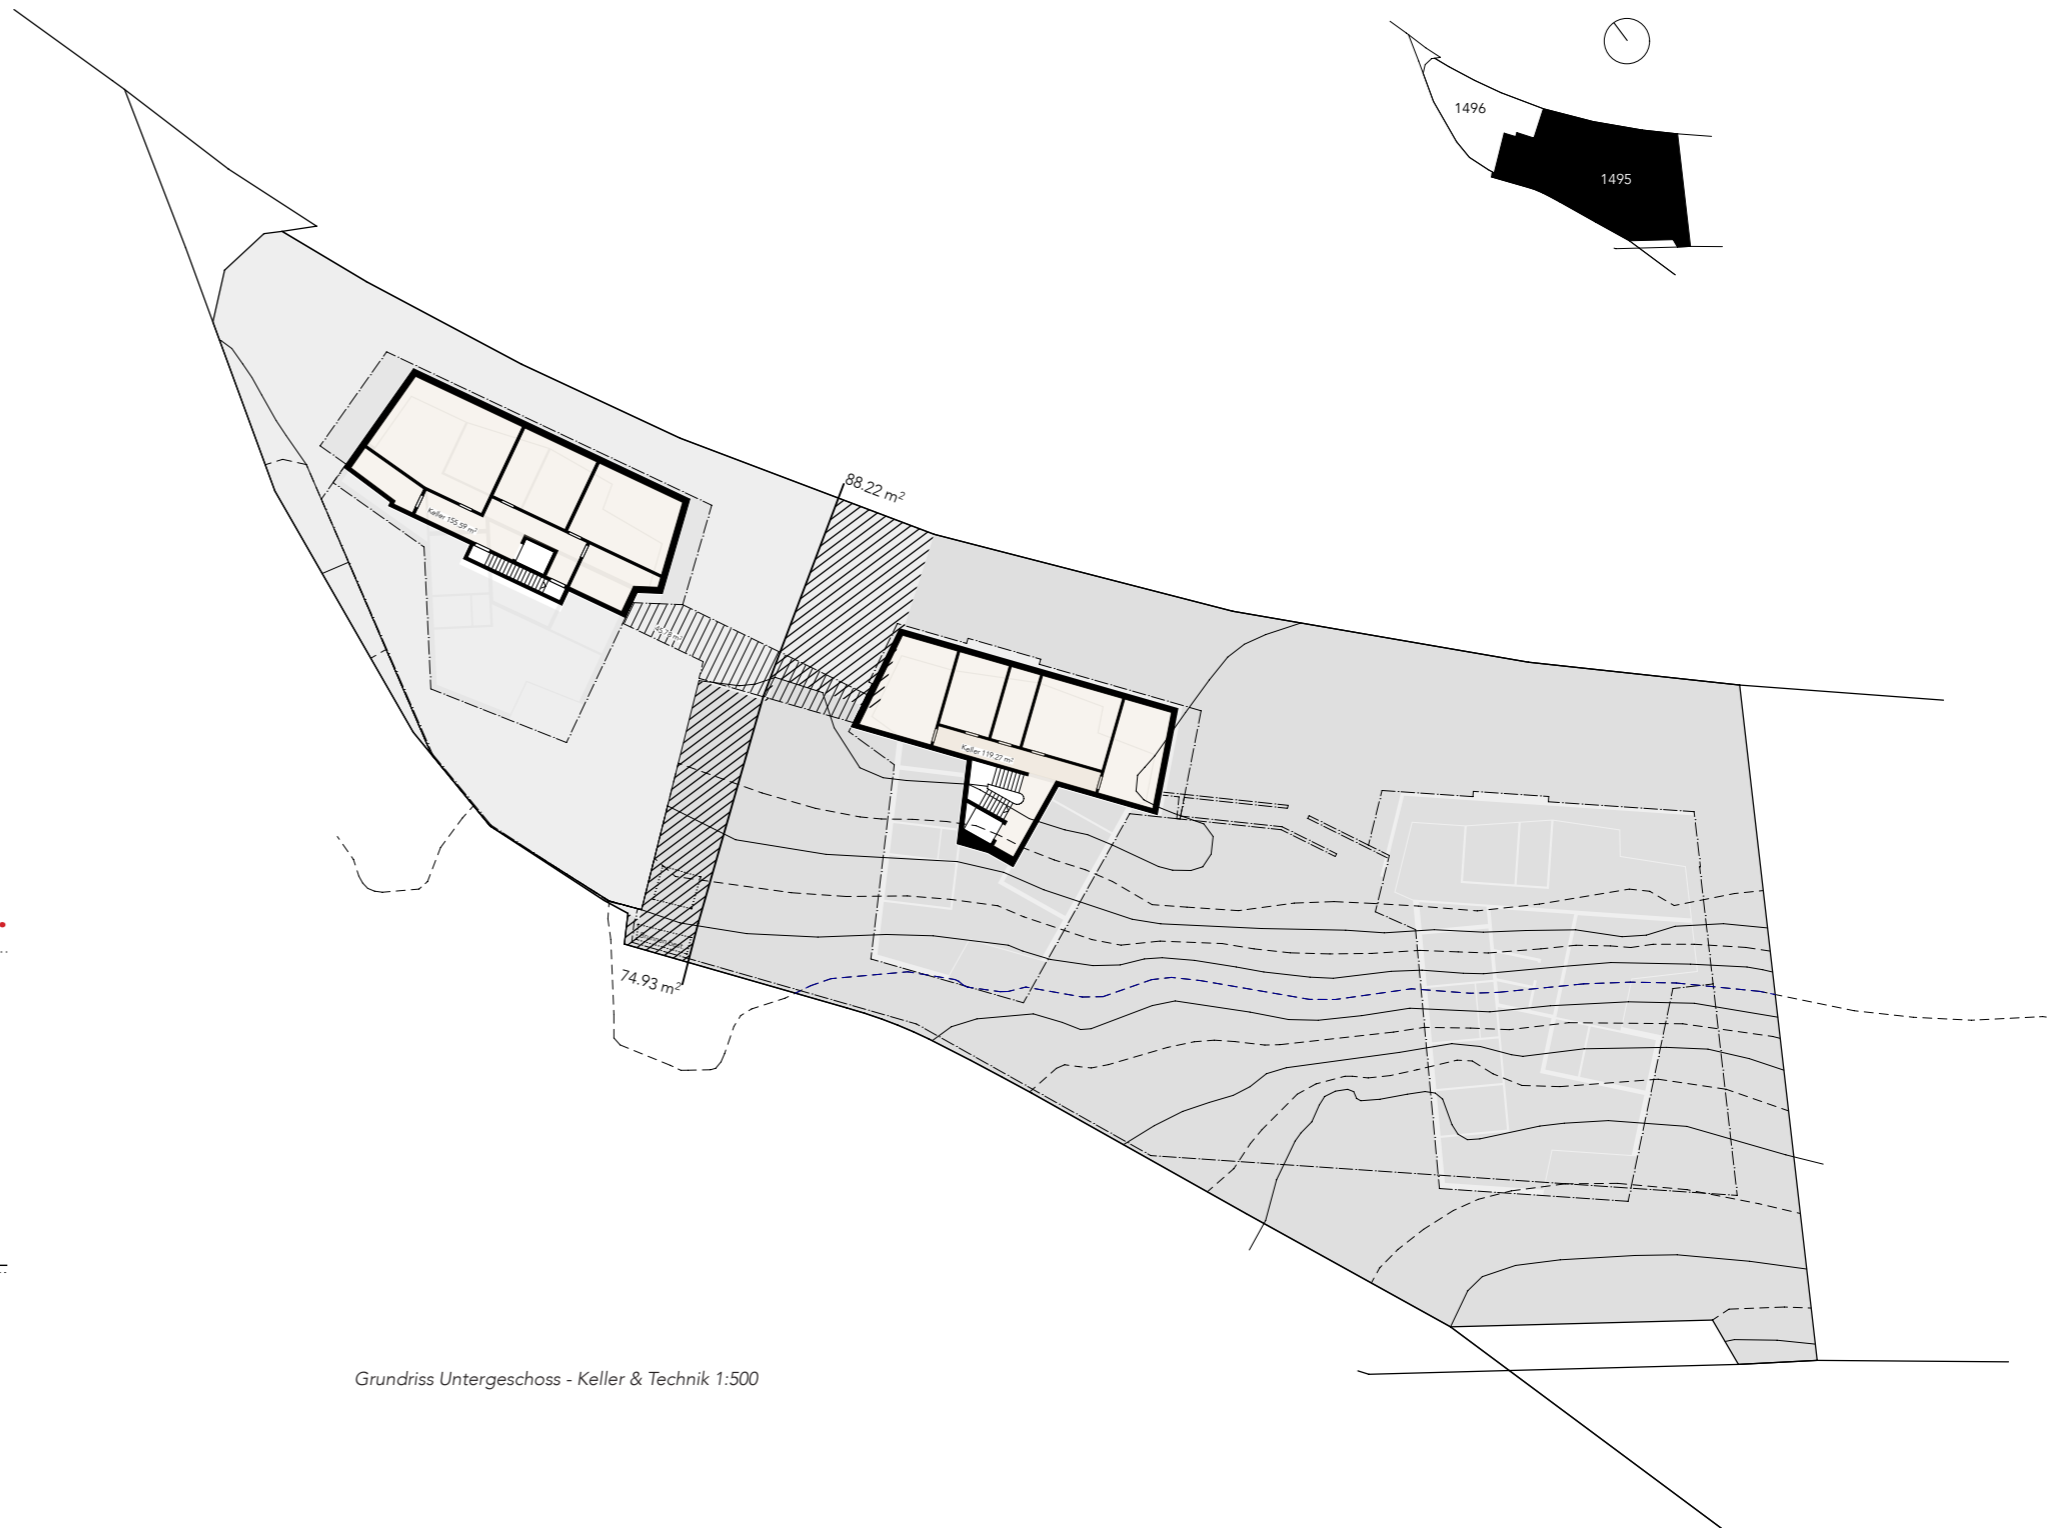 1496
1495
88.22 m²
Keller 155.59 m²
Keller 119.27 m²
74.93 m²
Grundriss Untergeschoss - Keller & Technik 1:500